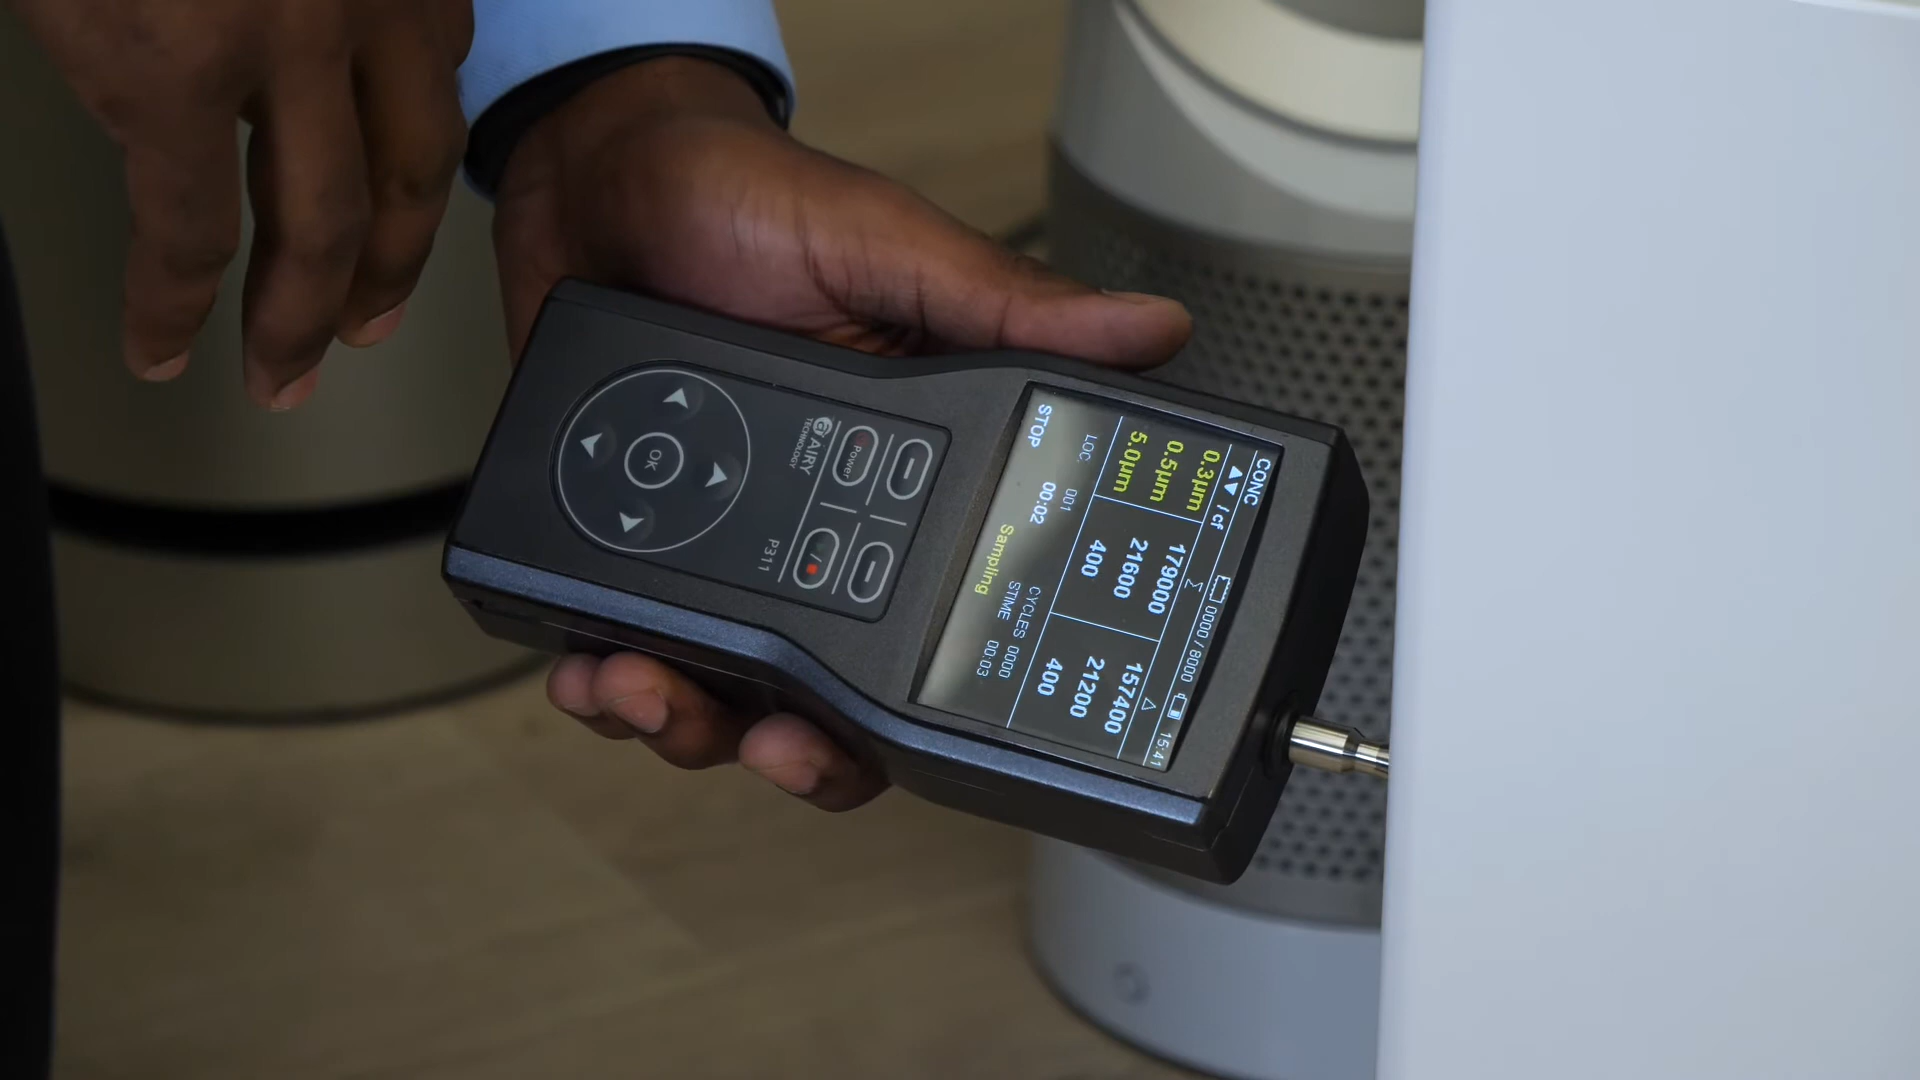 0000 / 8000 15:41
CONC
/ cf Σ Δ
0.3µm 179000 157400
0.5µm 21600 21200
5.0µm 400 400
LOC. 001 CYCLES 0000
STOP 00:02 STIME 00:03
Sampling
Power
AIRY
TECHNOLOGY
P311
OK